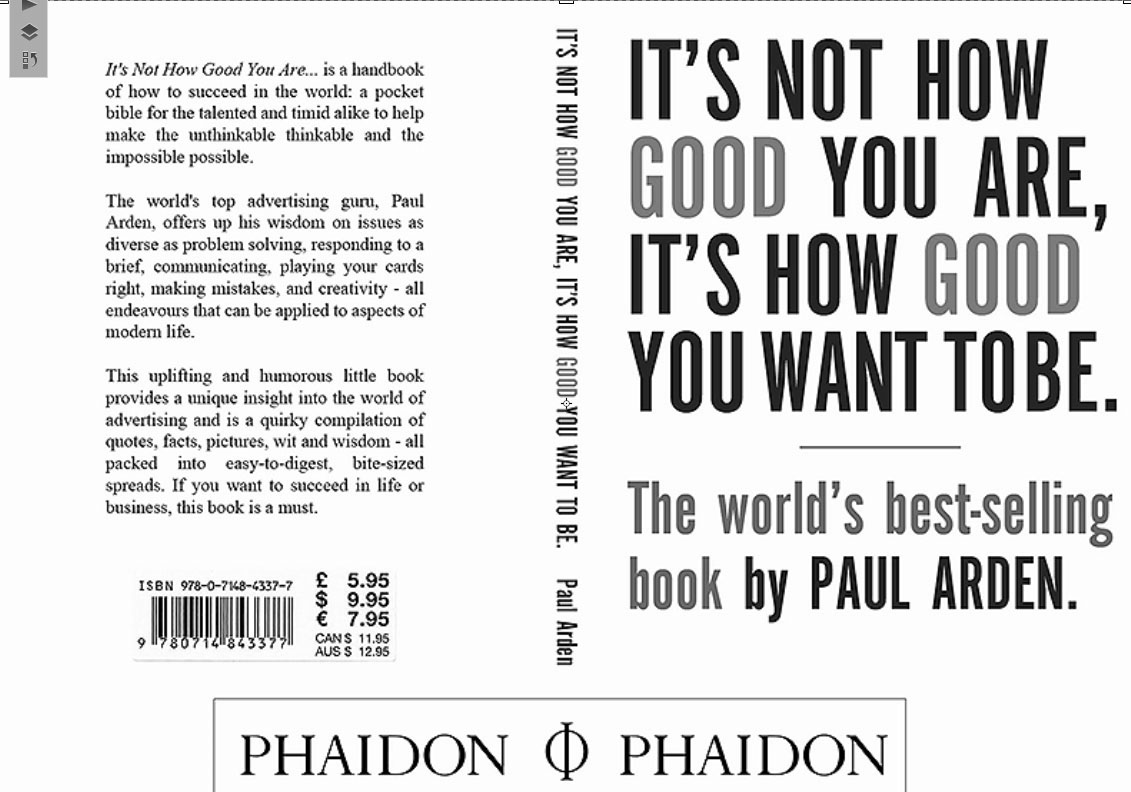 It's Not How Good You Are... is a handbook
of how to succeed in the world: a pocket
bible for the talented and timid alike to help
make the unthinkable thinkable and the
impossible possible.
The world's top advertising guru, Paul
Arden, offers up his wisdom on issues as
diverse as problem solving, responding to a
brief, communicating, playing your cards
right, making mistakes, and creativity - all
endeavours that can be applied to aspects of
modern life.
This uplifting and humorous little book
provides a unique insight into the world of
advertising and is a quirky compilation of
quotes, facts, pictures, wit and wisdom - all
packed into easy-to-digest, bite-sized
spreads. If you want to succeed in life or
business, this book is a must.
ISBN 978-0-7148-4337-7
9 780714 843377
£ 5.95
$ 9.95
€ 7.95
CAN $ 11.95
AUS $ 12.95
IT'S NOT HOW GOOD YOU ARE, IT'S HOW GOOD YOU WANT TO BE. Paul Arden
IT'S NOT HOW
GOOD YOU ARE,
IT'S HOW GOOD
YOU WANT TO BE.
The world's best-selling
book by PAUL ARDEN.
PHAIDON Φ PHAIDON